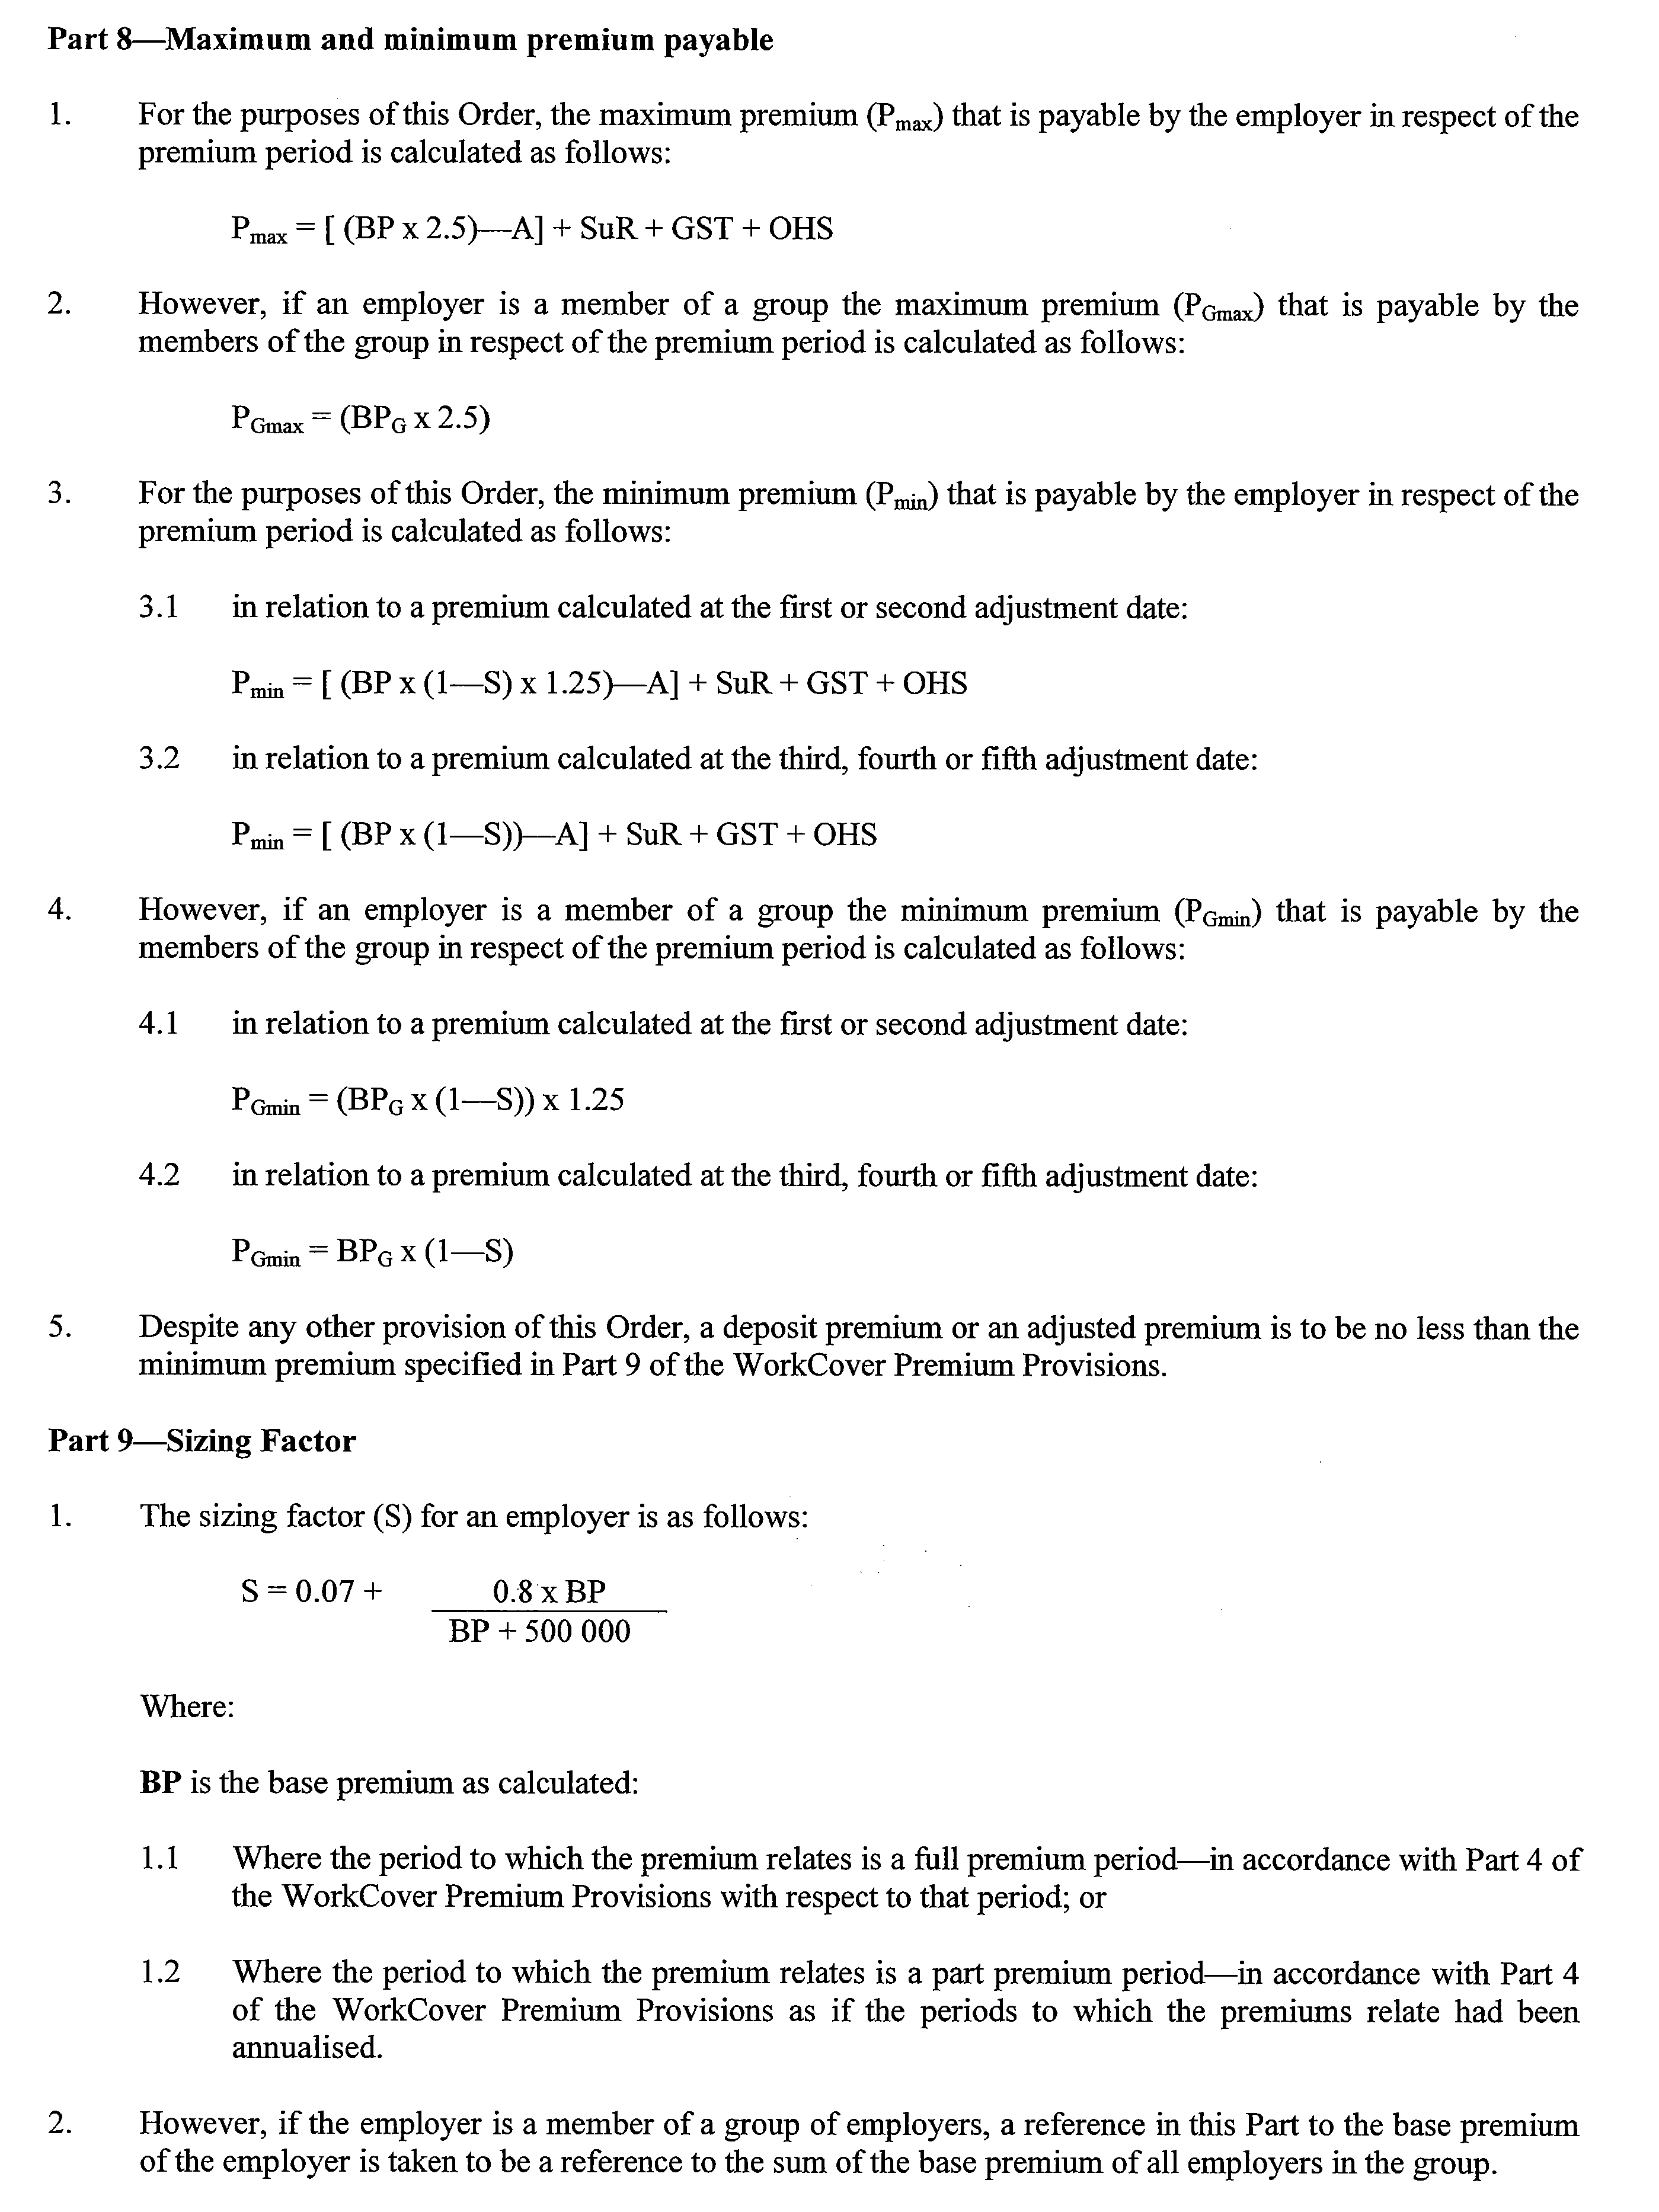 Part 8—Maximum and minimum premium payable
1. For the purposes of this Order, the maximum premium (Pmax) that is payable by the employer in respect of the
premium period is calculated as follows:
Pmax = [ (BP x 2.5)—A] + SuR + GST + OHS
2. However, if an employer is a member of a group the maximum premium (PGmax) that is payable by the
members of the group in respect of the premium period is calculated as follows:
PGmax = (BPG x 2.5)
3. For the purposes of this Order, the minimum premium (Pmin) that is payable by the employer in respect of the
premium period is calculated as follows:
3.1 in relation to a premium calculated at the first or second adjustment date:
Pmin = [ (BP x (1—S) x 1.25)—A] + SuR + GST + OHS
3.2 in relation to a premium calculated at the third, fourth or fifth adjustment date:
Pmin = [ (BP x (1—S))—A] + SuR + GST + OHS
4. However, if an employer is a member of a group the minimum premium (PGmin) that is payable by the
members of the group in respect of the premium period is calculated as follows:
4.1 in relation to a premium calculated at the first or second adjustment date:
PGmin = (BPG x (1—S)) x 1.25
4.2 in relation to a premium calculated at the third, fourth or fifth adjustment date:
PGmin = BPG x (1—S)
5. Despite any other provision of this Order, a deposit premium or an adjusted premium is to be no less than the
minimum premium specified in Part 9 of the WorkCover Premium Provisions.
Part 9—Sizing Factor
1. The sizing factor (S) for an employer is as follows:
S = 0.07 + 0.8 x BP
BP + 500 000
Where:
BP is the base premium as calculated:
1.1 Where the period to which the premium relates is a full premium period—in accordance with Part 4 of
the WorkCover Premium Provisions with respect to that period; or
1.2 Where the period to which the premium relates is a part premium period—in accordance with Part 4
of the WorkCover Premium Provisions as if the periods to which the premiums relate had been
annualised.
2. However, if the employer is a member of a group of employers, a reference in this Part to the base premium
of the employer is taken to be a reference to the sum of the base premium of all employers in the group.